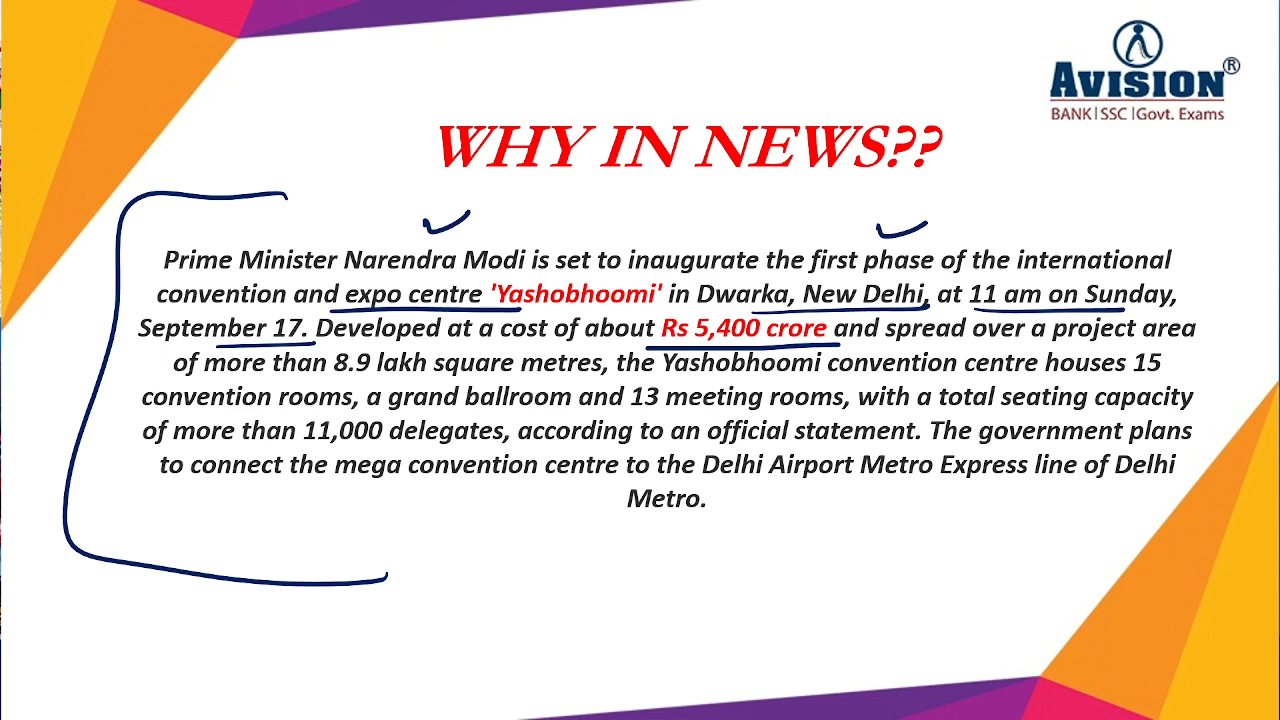 AVISION®
BANK|SSC|Govt. Exams
WHY IN NEWS??
Prime Minister Narendra Modi is set to inaugurate the first phase of the international
convention and expo centre 'Yashobhoomi' in Dwarka, New Delhi, at 11 am on Sunday,
September 17. Developed at a cost of about Rs 5,400 crore and spread over a project area
of more than 8.9 lakh square metres, the Yashobhoomi convention centre houses 15
convention rooms, a grand ballroom and 13 meeting rooms, with a total seating capacity
of more than 11,000 delegates, according to an official statement. The government plans
to connect the mega convention centre to the Delhi Airport Metro Express line of Delhi
Metro.